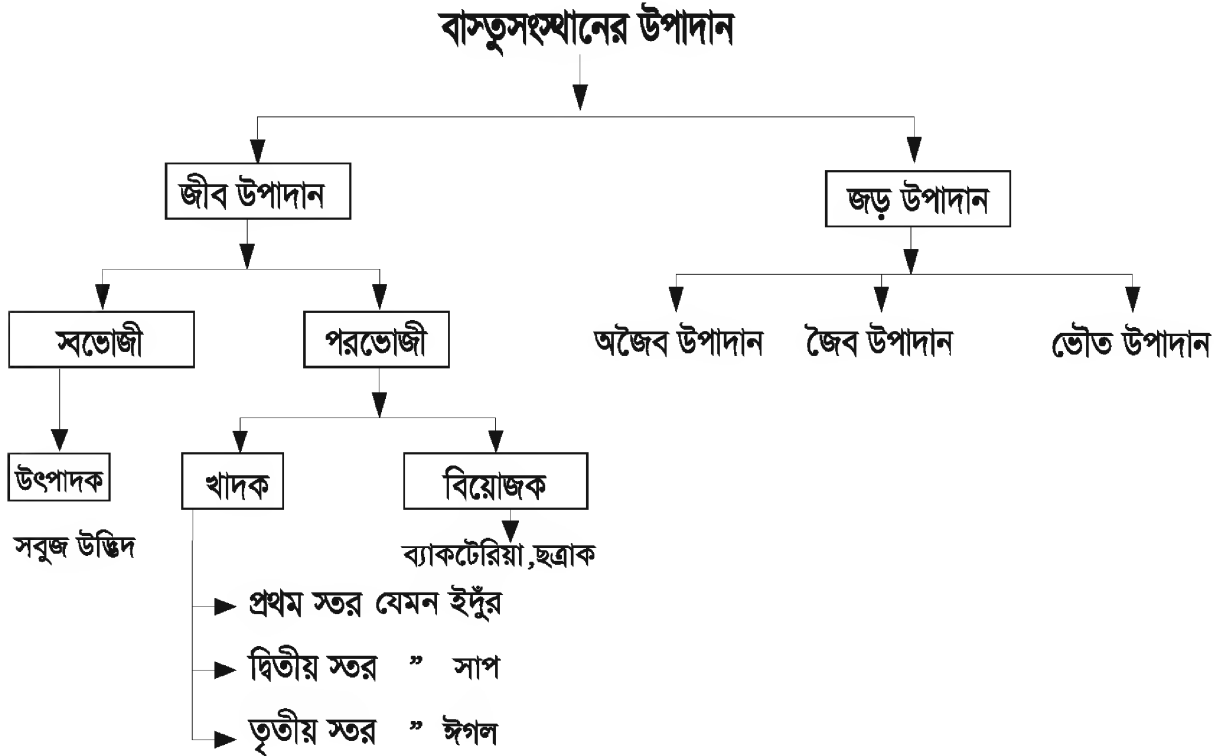 বাস্তুসংস্থানের উপাদান
জীব উপাদান
জড় উপাদান
স্বভোজী
পরভোজী
অজৈব উপাদান
জৈব উপাদান
ভৌত উপাদান
উৎপাদক
খাদক
বিয়োজক
সবুজ উদ্ভিদ
ব্যাকটেরিয়া,ছত্রাক
প্রথম স্তর যেমন ইদুঁর
দ্বিতীয় স্তর ” সাপ
তৃতীয় স্তর ” ঈগল